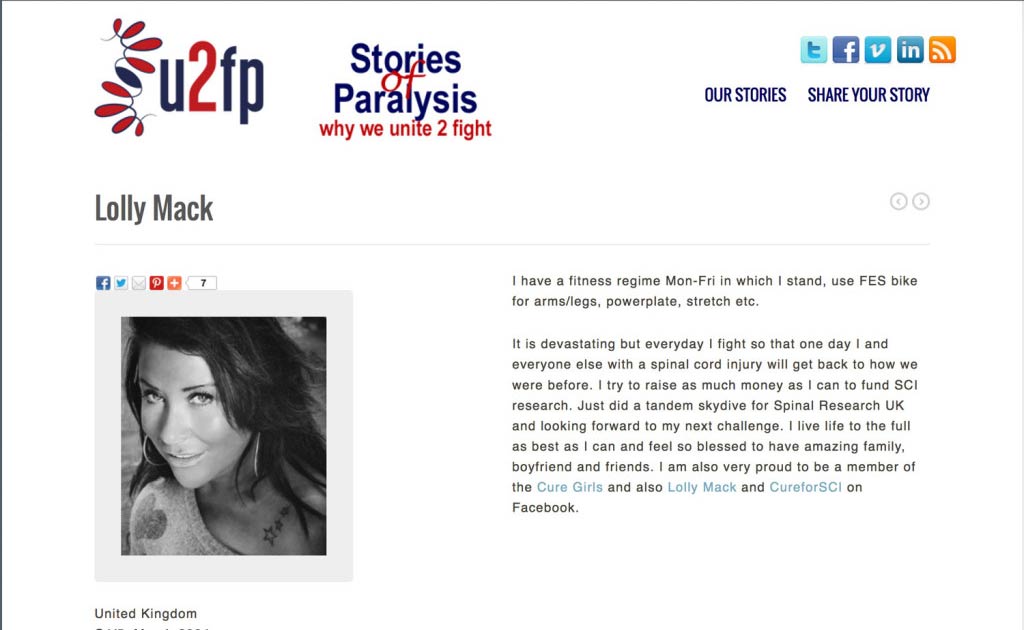 u2fp
Stories
of
Paralysis
why we unite 2 fight
OUR STORIES SHARE YOUR STORY
Lolly Mack
7
I have a fitness regime Mon-Fri in which I stand, use FES bike
for arms/legs, powerplate, stretch etc.
It is devastating but everyday I fight so that one day I and
everyone else with a spinal cord injury will get back to how we
were before. I try to raise as much money as I can to fund SCI
research. Just did a tandem skydive for Spinal Research UK
and looking forward to my next challenge. I live life to the full
as best as I can and feel so blessed to have amazing family,
boyfriend and friends. I am also very proud to be a member of
the Cure Girls and also Lolly Mack and CureforSCI on
Facebook.
United Kingdom